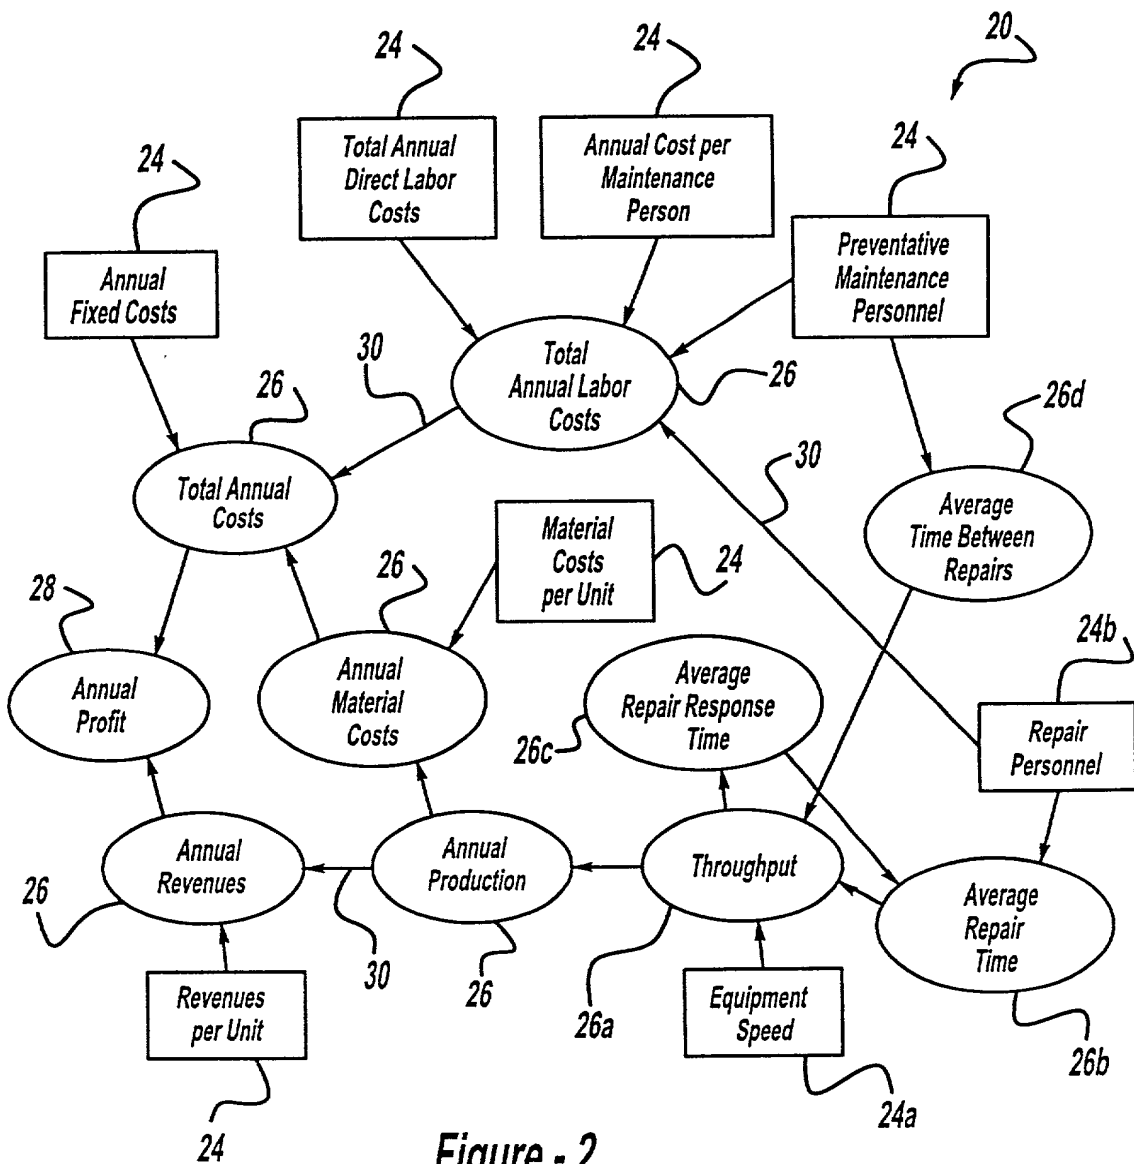 20
24
24
24
24
Total Annual
Direct Labor
Costs
Annual Cost per
Maintenance
Person
Preventative
Maintenance
Personnel
Annual
Fixed Costs
30
Total
Annual Labor
Costs
26
26
26d
30
Total Annual
Costs
Material
Costs
per Unit
24
Average
Time Between
Repairs
26
28
24b
Annual
Profit
Annual
Material
Costs
Average
Repair Response
Time
26c
Repair
Personnel
Annual
Revenues
Annual
Production
Throughput
Average
Repair
Time
26
30
26
26a
Revenues
per Unit
Equipment
Speed
26b
24a
24
Figure - 2